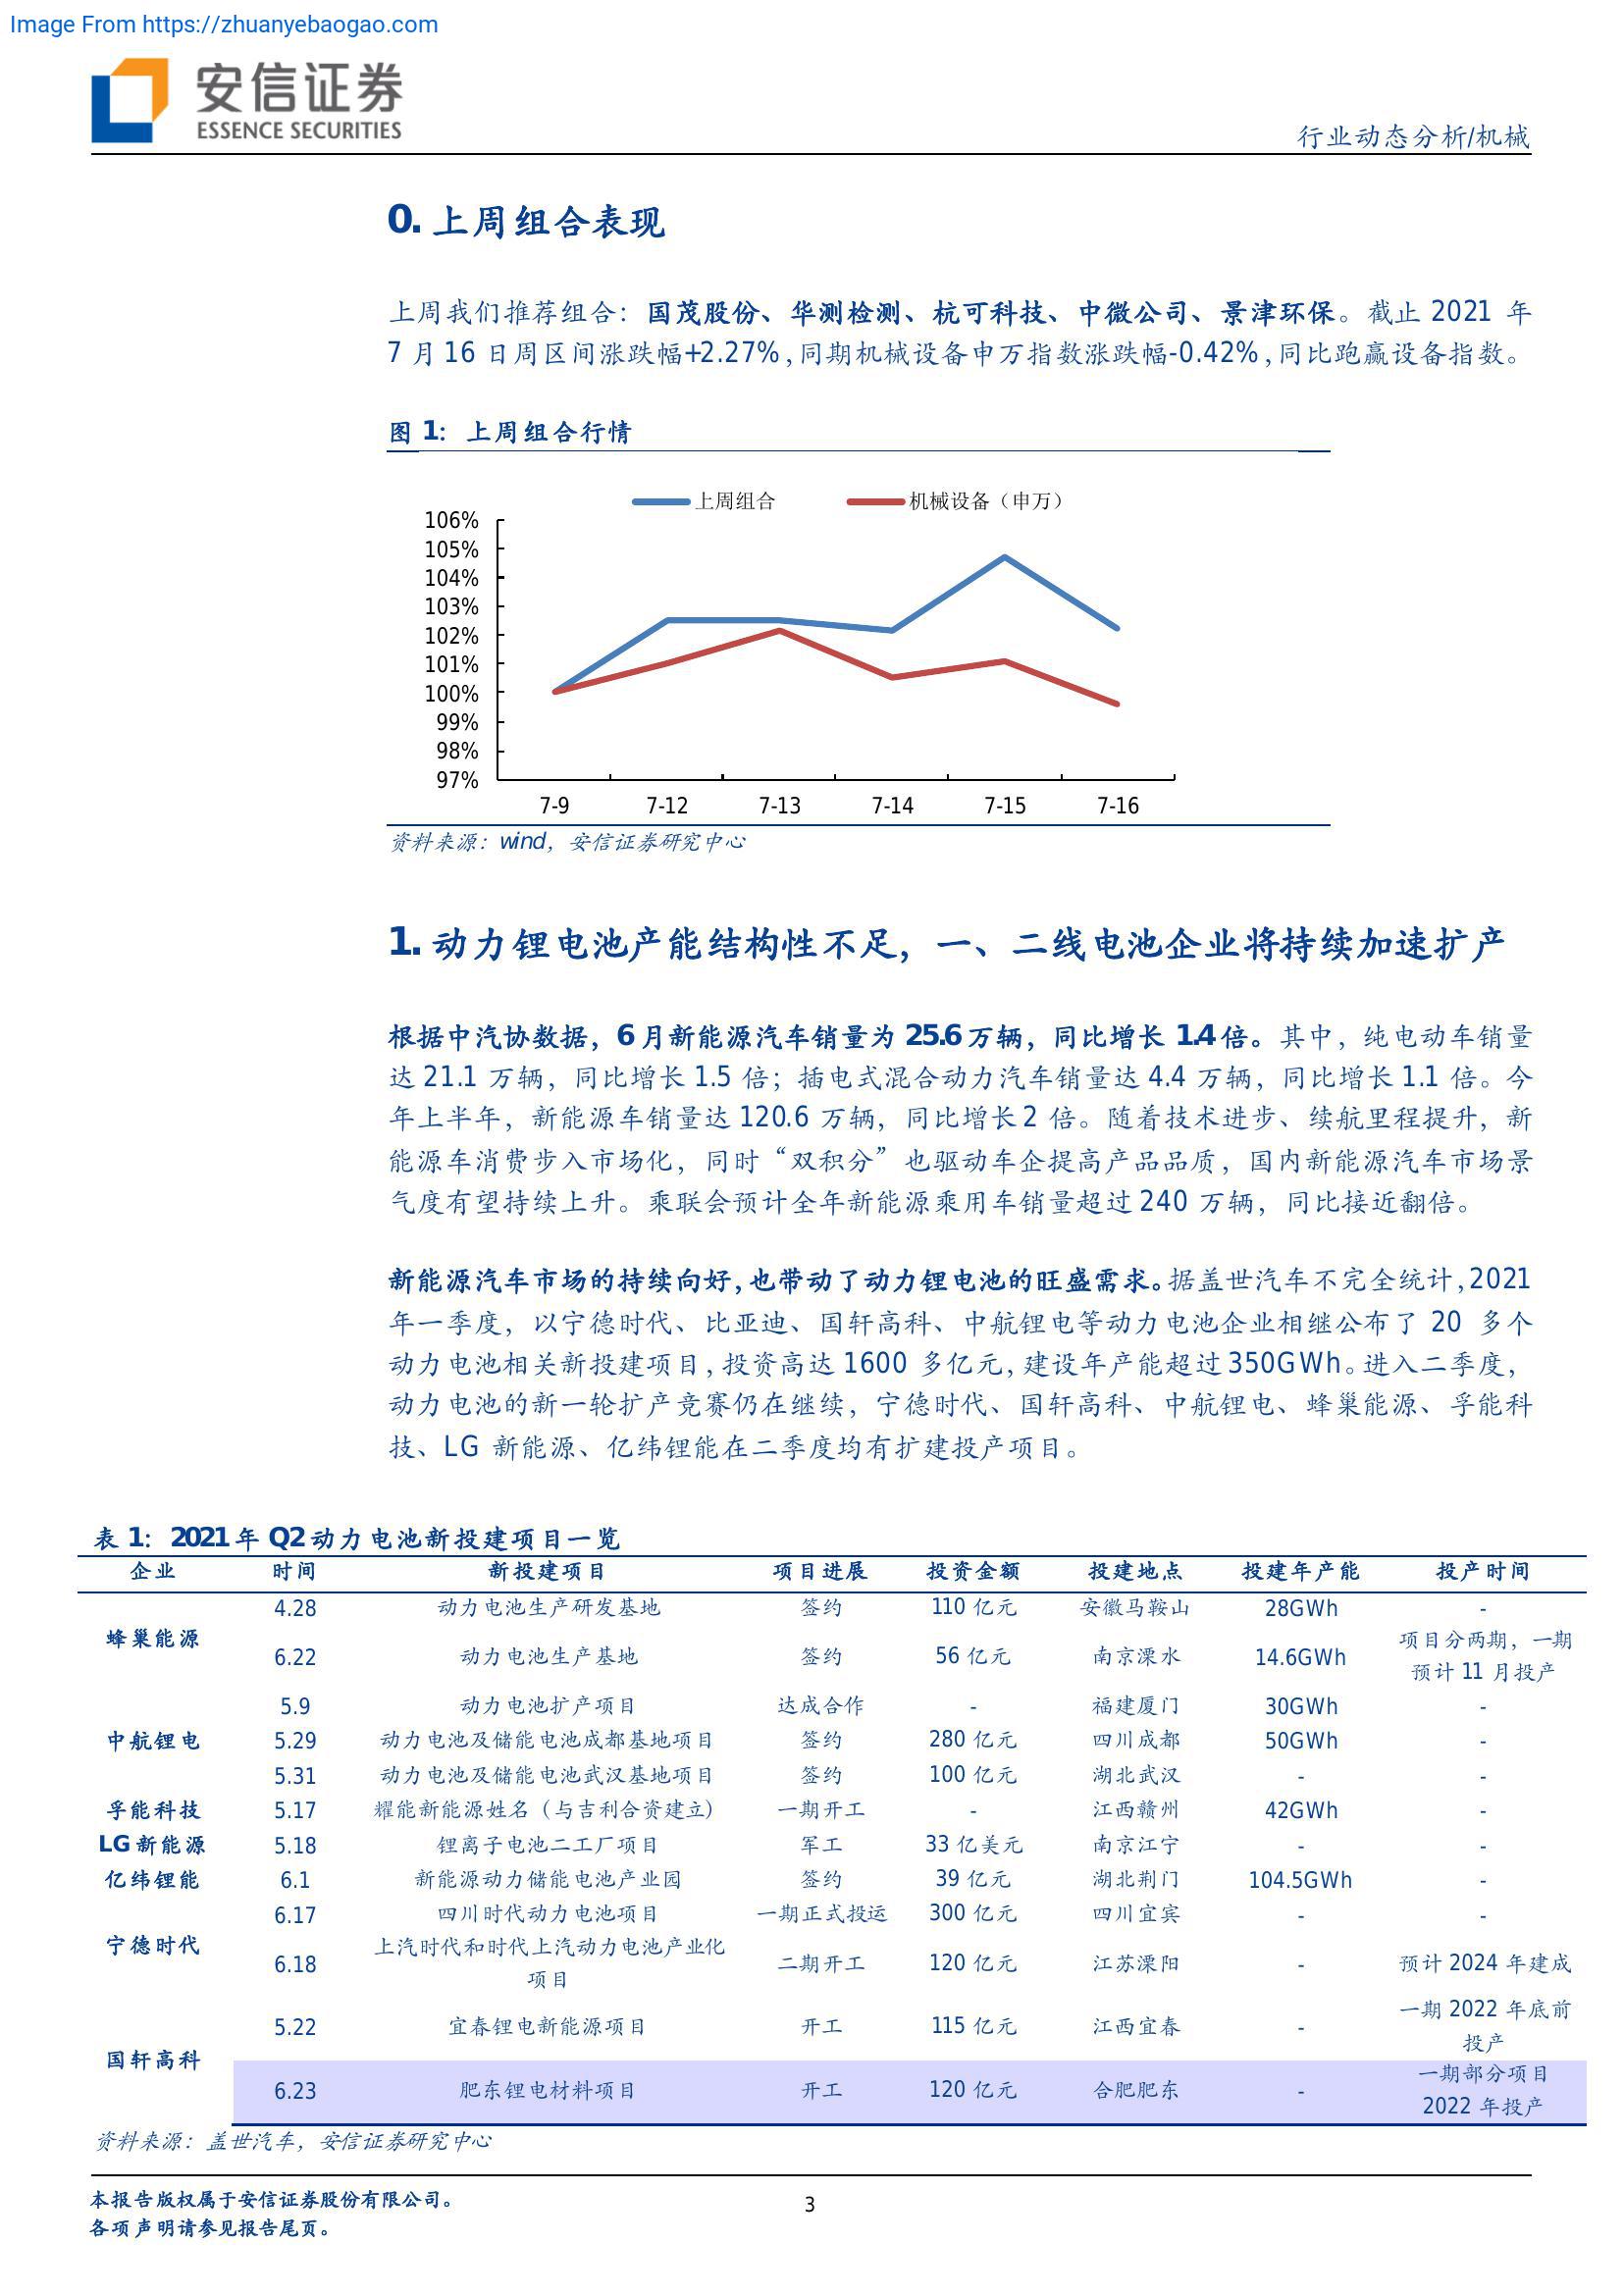 Image From https://zhuanyebaogao.com
安信证券
ESSENCE SECURITIES
行业动态分析/机械
0. 上周组合表现
上周我们推荐组合：国茂股份、华测检测、杭可科技、中微公司、景津环保。截止 2021 年
7 月 16 日周区间涨跌幅+2.27%，同期机械设备申万指数涨跌幅-0.42%，同比跑赢设备指数。
图 1：上周组合行情
上周组合 机械设备（申万）
106%
105%
104%
103%
102%
101%
100%
99%
98%
97%
7-9 7-12 7-13 7-14 7-15 7-16
资料来源：wind，安信证券研究中心
1. 动力锂电池产能结构性不足，一、二线电池企业将持续加速扩产
根据中汽协数据，6 月新能源汽车销量为 25.6 万辆，同比增长 1.4 倍。其中，纯电动车销量
达 21.1 万辆，同比增长 1.5 倍；插电式混合动力汽车销量达 4.4 万辆，同比增长 1.1 倍。今
年上半年，新能源车销量达 120.6 万辆，同比增长 2 倍。随着技术进步、续航里程提升，新
能源车消费步入市场化，同时“双积分”也驱动车企提高产品品质，国内新能源汽车市场景
气度有望持续上升。乘联会预计全年新能源乘用车销量超过 240 万辆，同比接近翻倍。
新能源汽车市场的持续向好，也带动了动力锂电池的旺盛需求。据盖世汽车不完全统计，2021
年一季度，以宁德时代、比亚迪、国轩高科、中航锂电等动力电池企业相继公布了 20 多个
动力电池相关新投建项目，投资高达 1600 多亿元，建设年产能超过 350GWh。进入二季度，
动力电池的新一轮扩产竞赛仍在继续，宁德时代、国轩高科、中航锂电、蜂巢能源、孚能科
技、LG 新能源、亿纬锂能在二季度均有扩建投产项目。
表 1：2021 年 Q2 动力电池新投建项目一览
企业 时间 新投建项目 项目进展 投资金额 投建地点 投建年产能 投产时间
蜂巢能源 4.28 动力电池生产研发基地 签约 110 亿元 安徽马鞍山 28GWh -
6.22 动力电池生产基地 签约 56 亿元 南京溧水 14.6GWh 项目分两期，一期
预计 11 月投产
5.9 动力电池扩产项目 达成合作 - 福建厦门 30GWh -
中航锂电 5.29 动力电池及储能电池成都基地项目 签约 280 亿元 四川成都 50GWh -
5.31 动力电池及储能电池武汉基地项目 签约 100 亿元 湖北武汉 - -
孚能科技 5.17 耀能新能源姓名（与吉利合资建立） 一期开工 - 江西赣州 42GWh -
LG 新能源 5.18 锂离子电池二工厂项目 军工 33 亿美元 南京江宁 - -
亿纬锂能 6.1 新能源动力储能电池产业园 签约 39 亿元 湖北荆门 104.5GWh -
宁德时代 6.17 四川时代动力电池项目 一期正式投运 300 亿元 四川宜宾 - -
6.18 上汽时代和时代上汽动力电池产业化
项目 二期开工 120 亿元 江苏溧阳 - 预计 2024 年建成
国轩高科 5.22 宜春锂电新能源项目 开工 115 亿元 江西宜春 - 一期 2022 年底前
投产
6.23 肥东锂电材料项目 开工 120 亿元 合肥肥东 - 一期部分项目
2022 年投产
资料来源：盖世汽车，安信证券研究中心
本报告版权属于安信证券股份有限公司。
各项声明请参见报告尾页。
3